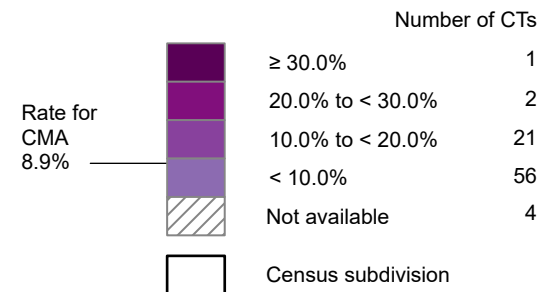 Number of CTs
≥ 30.0% 1
20.0% to < 30.0% 2
Rate for
CMA
8.9%
10.0% to < 20.0% 21
< 10.0% 56
Not available 4
Census subdivision